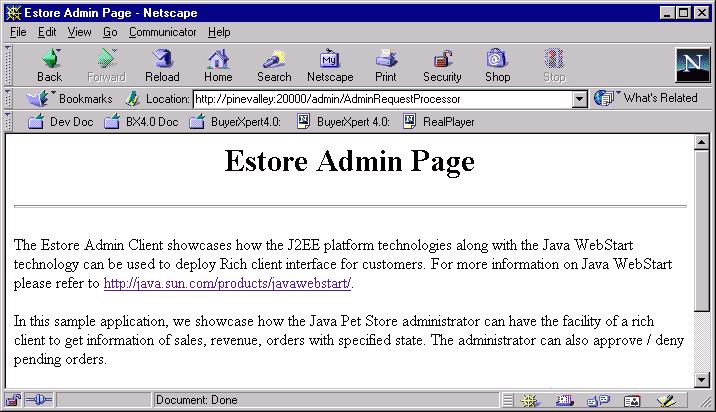 Estore Admin Page - Netscape
File Edit View Go Communicator Help
Back Forward Reload Home Search Netscape Print Security Shop Stop
My
N
Bookmarks Location: http://pinevalley:20000/admin/AdminRequestProcessor What's Related
Dev Doc BX4.0 Doc BuyerXpert4.0: BuyerXpert 4.0: RealPlayer
Estore Admin Page
The Estore Admin Client showcases how the J2EE platform technologies along with the Java WebStart
technology can be used to deploy Rich client interface for customers. For more information on Java WebStart
please refer to http://java.sun.com/products/javawebstart/.
In this sample application, we showcase how the Java Pet Store administrator can have the facility of a rich
client to get information of sales, revenue, orders with specified state. The administrator can also approve / deny
pending orders.
Document: Done